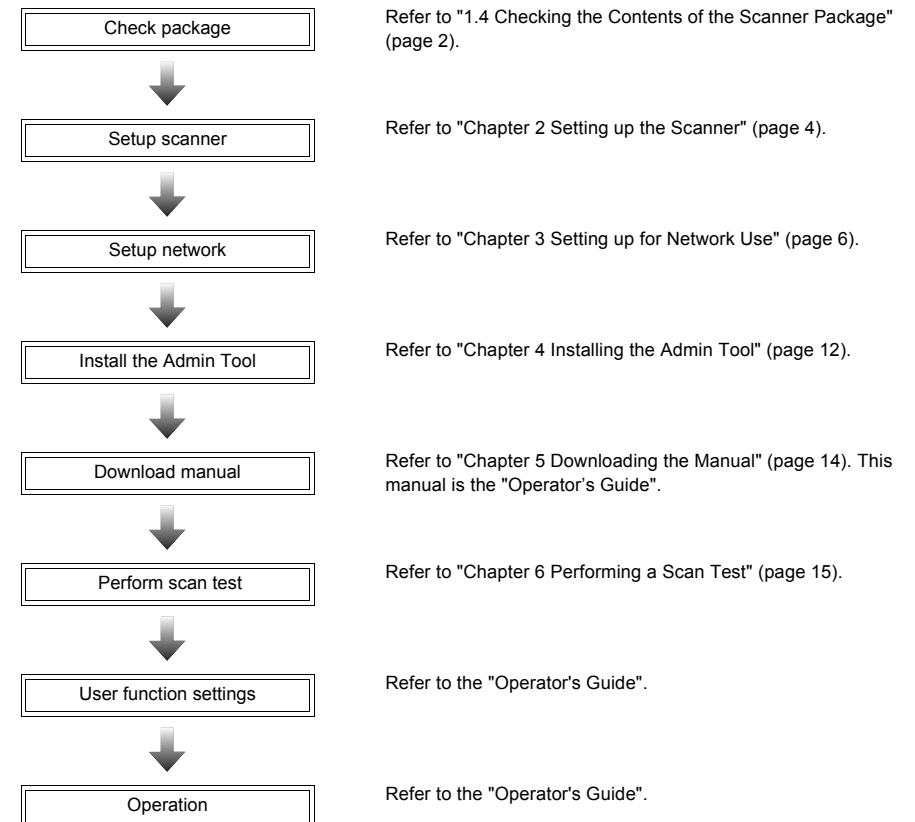 Check package
Refer to "1.4 Checking the Contents of the Scanner Package"
(page 2).
Setup scanner
Refer to "Chapter 2 Setting up the Scanner" (page 4).
Setup network
Refer to "Chapter 3 Setting up for Network Use" (page 6).
Install the Admin Tool
Refer to "Chapter 4 Installing the Admin Tool" (page 12).
Download manual
Refer to "Chapter 5 Downloading the Manual" (page 14). This
manual is the "Operator’s Guide".
Perform scan test
Refer to "Chapter 6 Performing a Scan Test" (page 15).
User function settings
Refer to the "Operator's Guide".
Operation
Refer to the "Operator's Guide".